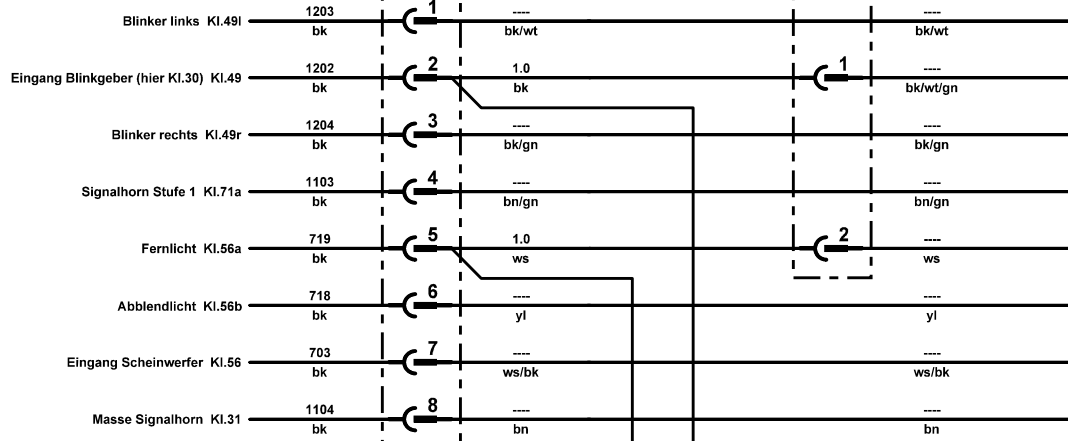 Blinker links Kl.49l 1203 bk 1 ---- bk/wt ---- bk/wt
Eingang Blinkgeber (hier Kl.30) Kl.49 1202 bk 2 1.0 bk 1 ---- bk/wt/gn
Blinker rechts Kl.49r 1204 bk 3 ---- bk/gn ---- bk/gn
Signalhorn Stufe 1 Kl.71a 1103 bk 4 ---- bn/gn ---- bn/gn
Fernlicht Kl.56a 719 bk 5 1.0 ws 2 ---- ws
Abblendlicht Kl.56b 718 bk 6 ---- yl ---- yl
Eingang Scheinwerfer Kl.56 703 bk 7 ---- ws/bk ---- ws/bk
Masse Signalhorn Kl.31 1104 bk 8 ---- bn ---- bn